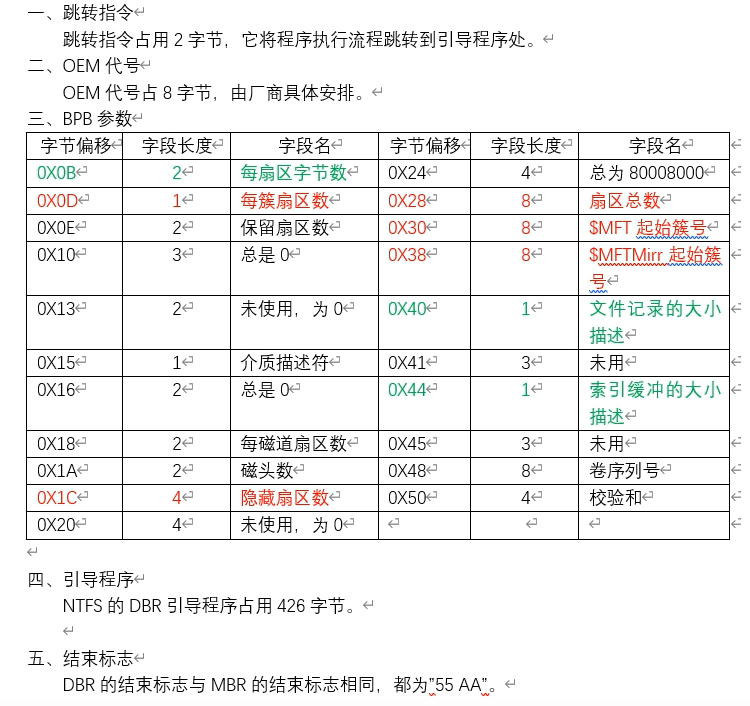 一、跳转指令
跳转指令占用2字节，它将程序执行流程跳转到引导程序处。
二、OEM 代号
OEM 代号占8字节，由厂商具体安排。
三、BPB 参数
字节偏移 字段长度 字段名 字节偏移 字段长度 字段名
0X0B 2 每扇区字节数 0X24 4 总为 80008000
0X0D 1 每簇扇区数 0X28 8 扇区总数
0X0E 2 保留扇区数 0X30 8 $MFT 起始簇号
0X10 3 总是 0 0X38 8 $MFTMirr 起始簇
号
0X13 2 未使用，为 0 0X40 1 文件记录的大小
描述
0X15 1 介质描述符 0X41 3 未用
0X16 2 总是 0 0X44 1 索引缓冲的大小
描述
0X18 2 每磁道扇区数 0X45 3 未用
0X1A 2 磁头数 0X48 8 卷序列号
0X1C 4 隐藏扇区数 0X50 4 校验和
0X20 4 未使用，为 0
四、引导程序
NTFS 的 DBR 引导程序占用 426 字节。
五、结束标志
DBR 的结束标志与 MBR 的结束标志相同，都为”55 AA”。